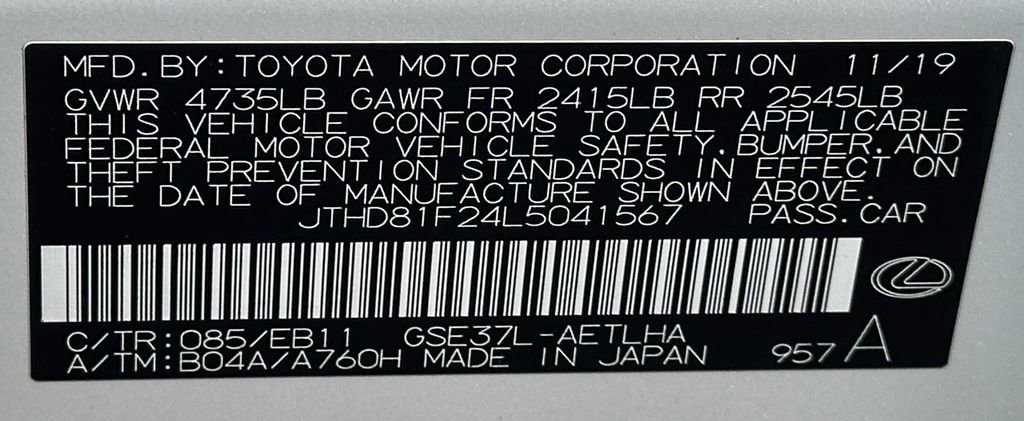 MFD.BY:TOYOTA MOTOR CORPORATION 11/19
GVWR 4735LB GAWR FR 2415LB RR 2545LB
THIS VEHICLE CONFORMS TO ALL APPLICABLE
FEDERAL MOTOR VEHICLE SAFETY.BUMPER.AND
THEFT PREVENTION STANDARDS IN EFFECT ON
THE DATE OF MANUFACTURE SHOWN ABOVE.
JTHD81F24L5041567 PASS.CAR
C/TR:085/EB11 GSE37L-AETLHA
A/TM:B04A/A760H MADE IN JAPAN 957 A